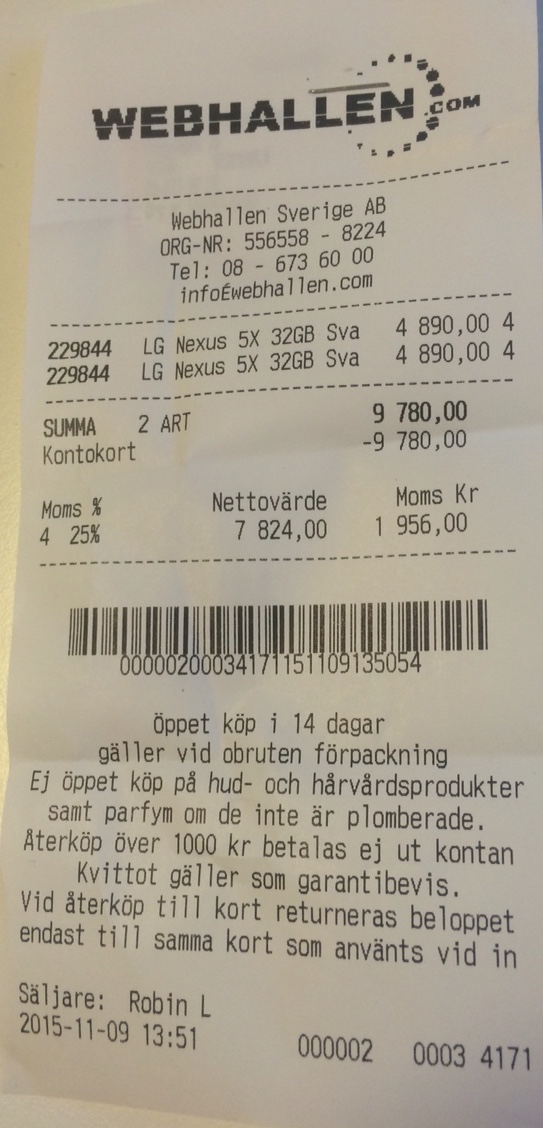 WEBHALLEN.COM
Webhallen Sverige AB
ORG-NR: 556558 - 8224
Tel: 08 - 673 60 00
infoÉwebhallen.com
229844 LG Nexus 5X 32GB Sva 4 890,00 4
229844 LG Nexus 5X 32GB Sva 4 890,00 4
SUMMA 2 ART 9 780,00
Kontokort -9 780,00
Moms % Nettovärde Moms Kr
4 25% 7 824,00 1 956,00
00000200034171151109135054
öppet köp i 14 dagar
gäller vid obruten förpackning
Ej öppet köp på hud- och hårvårdsprodukter
samt parfym om de inte är plomberade.
Återköp över 1000 kr betalas ej ut kontan
Kvittot gäller som garantibevis.
Vid återköp till kort returneras beloppet
endast till samma kort som använts vid in
Säljare: Robin L
2015-11-09 13:51 000002 0003 4171